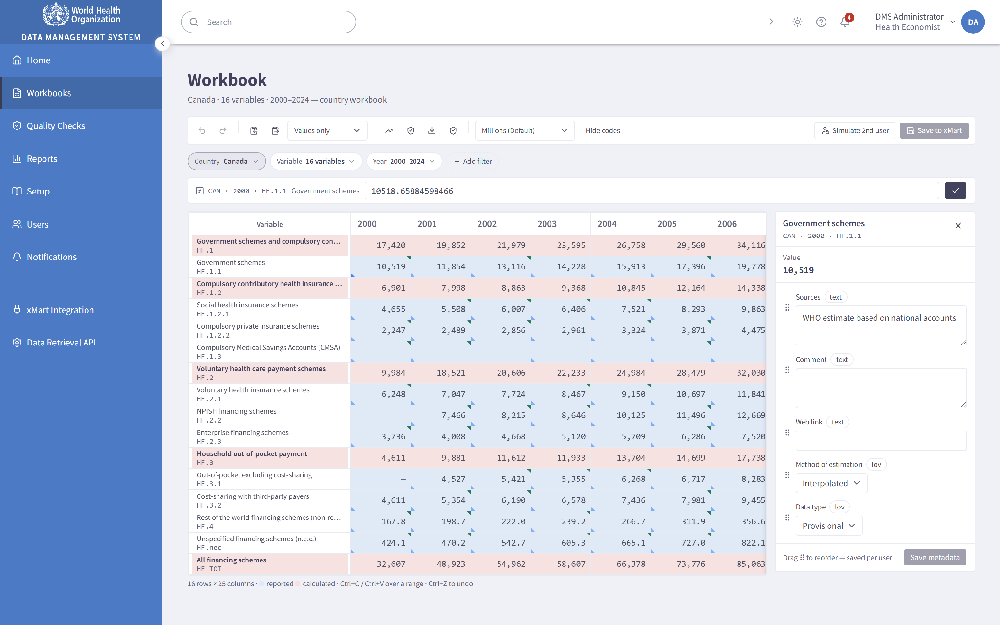 World Health
Organization
DATA MANAGEMENT SYSTEM
Home
Workbooks
Quality Checks
Reports
Setup
Users
Notifications
xMart Integration
Data Retrieval API
Search
4
DMS Administrator
Health Economist
DA
Workbook
Canada · 16 variables · 2000–2024 — country workbook
Values only
Millions (Default)
Hide codes
Simulate 2nd user
Save to xMart
Country Canada
Variable 16 variables
Year 2000–2024
+ Add filter
CAN · 2000 · HF.1.1 Government schemes
10518.65884598466
Variable 2000 2001 2002 2003 2004 2005 2006
Government schemes and compulsory con...
HF.1
17,420 19,852 21,979 23,595 26,758 29,560 34,116
Government schemes
HF.1.1
10,519 11,854 13,116 14,228 15,913 17,396 19,778
Compulsory contributory health insurance ...
HF.1.2
6,901 7,998 8,863 9,368 10,845 12,164 14,338
Social health insurance schemes
HF.1.2.1
4,655 5,508 6,007 6,406 7,521 8,293 9,863
Compulsory private insurance schemes
HF.1.2.2
2,247 2,489 2,856 2,961 3,324 3,871 4,475
Compulsory Medical Savings Accounts (CMSA)
HF.1.3
— — — — — — —
Voluntary health care payment schemes
HF.2
9,984 18,521 20,606 22,233 24,984 28,479 32,030
Voluntary health insurance schemes
HF.2.1
6,248 7,047 7,724 8,467 9,150 10,697 11,841
NPISH financing schemes
HF.2.2
— 7,466 8,215 8,646 10,125 11,496 12,669
Enterprise financing schemes
HF.2.3
3,736 4,008 4,668 5,120 5,709 6,286 7,520
Household out-of-pocket payment
HF.3
4,611 9,881 11,612 11,933 13,704 14,699 17,738
Out-of-pocket excluding cost-sharing
HF.3.1
— 4,527 5,421 5,355 6,268 6,717 8,283
Cost-sharing with third-party payers
HF.3.2
4,611 5,354 6,190 6,578 7,436 7,981 9,455
Rest of the world financing schemes (non-re...
HF.4
167.8 198.7 222.0 239.2 266.7 311.9 356.6
Unspecified financing schemes (n.e.c.)
HF.nec
424.1 470.2 542.7 605.3 665.1 727.0 822.1
All financing schemes
HF TOT
32,607 48,923 54,962 58,607 66,378 73,776 85,063
16 rows × 25 columns · reported calculated · Ctrl+C / Ctrl+V over a range · Ctrl+Z to undo
Government schemes
CAN · 2000 · HF.1.1
Value
10,519
Sources text
WHO estimate based on national accounts
Comment text
Web link text
Method of estimation lov
Interpolated
Data type lov
Provisional
Drag ⠿ to reorder — saved per user
Save metadata